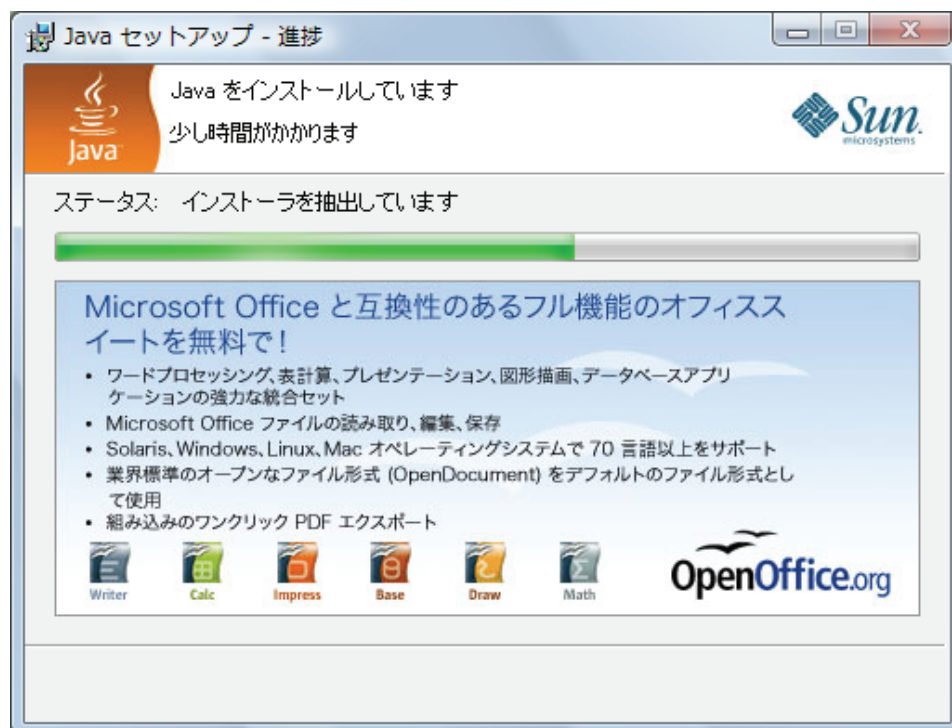 Java セットアップ - 進捗
Java をインストールしています
少し時間がかかります
Java
Sun
microsystems
ステータス: インストーラを抽出しています
Microsoft Office と互換性のあるフル機能のオフィスス
イートを無料で!
• ワードプロセッシング、表計算、プレゼンテーション、図形描画、データベースアプリ
ケーションの強力な統合セット
• Microsoft Office ファイルの読み取り、編集、保存
• Solaris、Windows、Linux、Mac オペレーティングシステムで 70 言語以上をサポート
• 業界標準のオープンなファイル形式 (OpenDocument) をデフォルトのファイル形式とし
て使用
• 組み込みのワンクリック PDF エクスポート
Writer Calc Impress Base Draw Math
OpenOffice.org